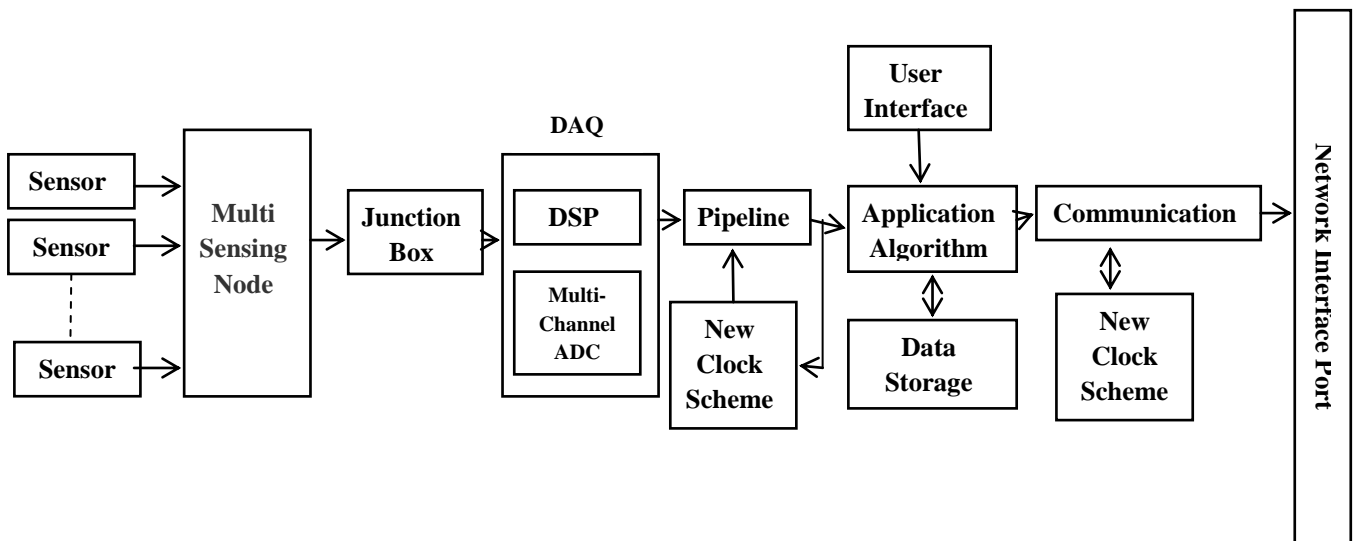 Sensor
Sensor
Sensor
Multi
Sensing
Node
Junction
Box
DAQ
DSP
Multi-
Channel
ADC
Pipeline
New
Clock
Scheme
User
Interface
Application
Algorithm
Data
Storage
Communication
New
Clock
Scheme
Network Interface Port